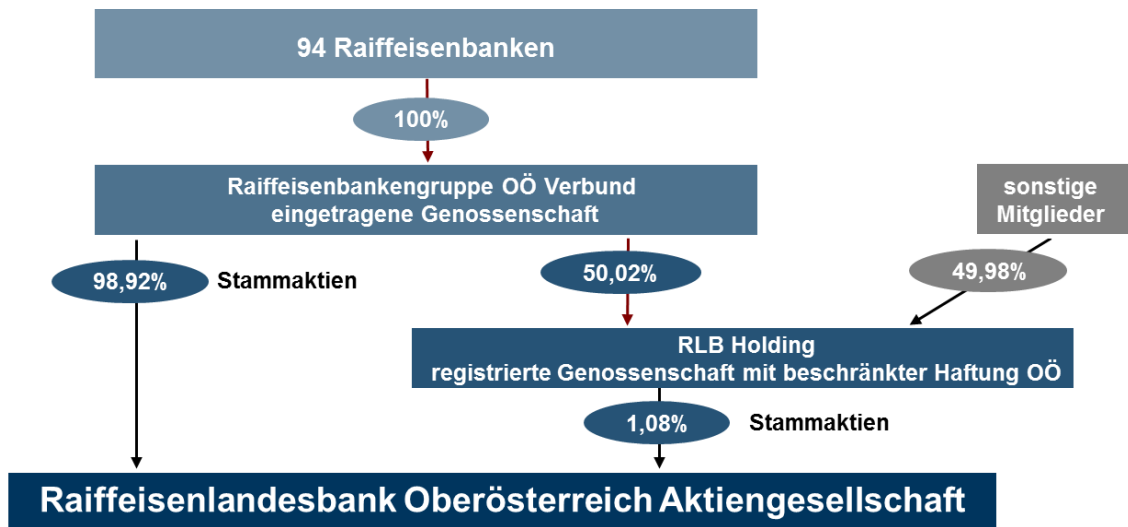 94 Raiffeisenbanken
100%
Raiffeisenbankengruppe OÖ Verbund
eingetragene Genossenschaft
sonstige
Mitglieder
98,92%
Stammaktien
50,02%
49,98%
RLB Holding
registrierte Genossenschaft mit beschränkter Haftung OÖ
1,08%
Stammaktien
Raiffeisenlandesbank Oberösterreich Aktiengesellschaft